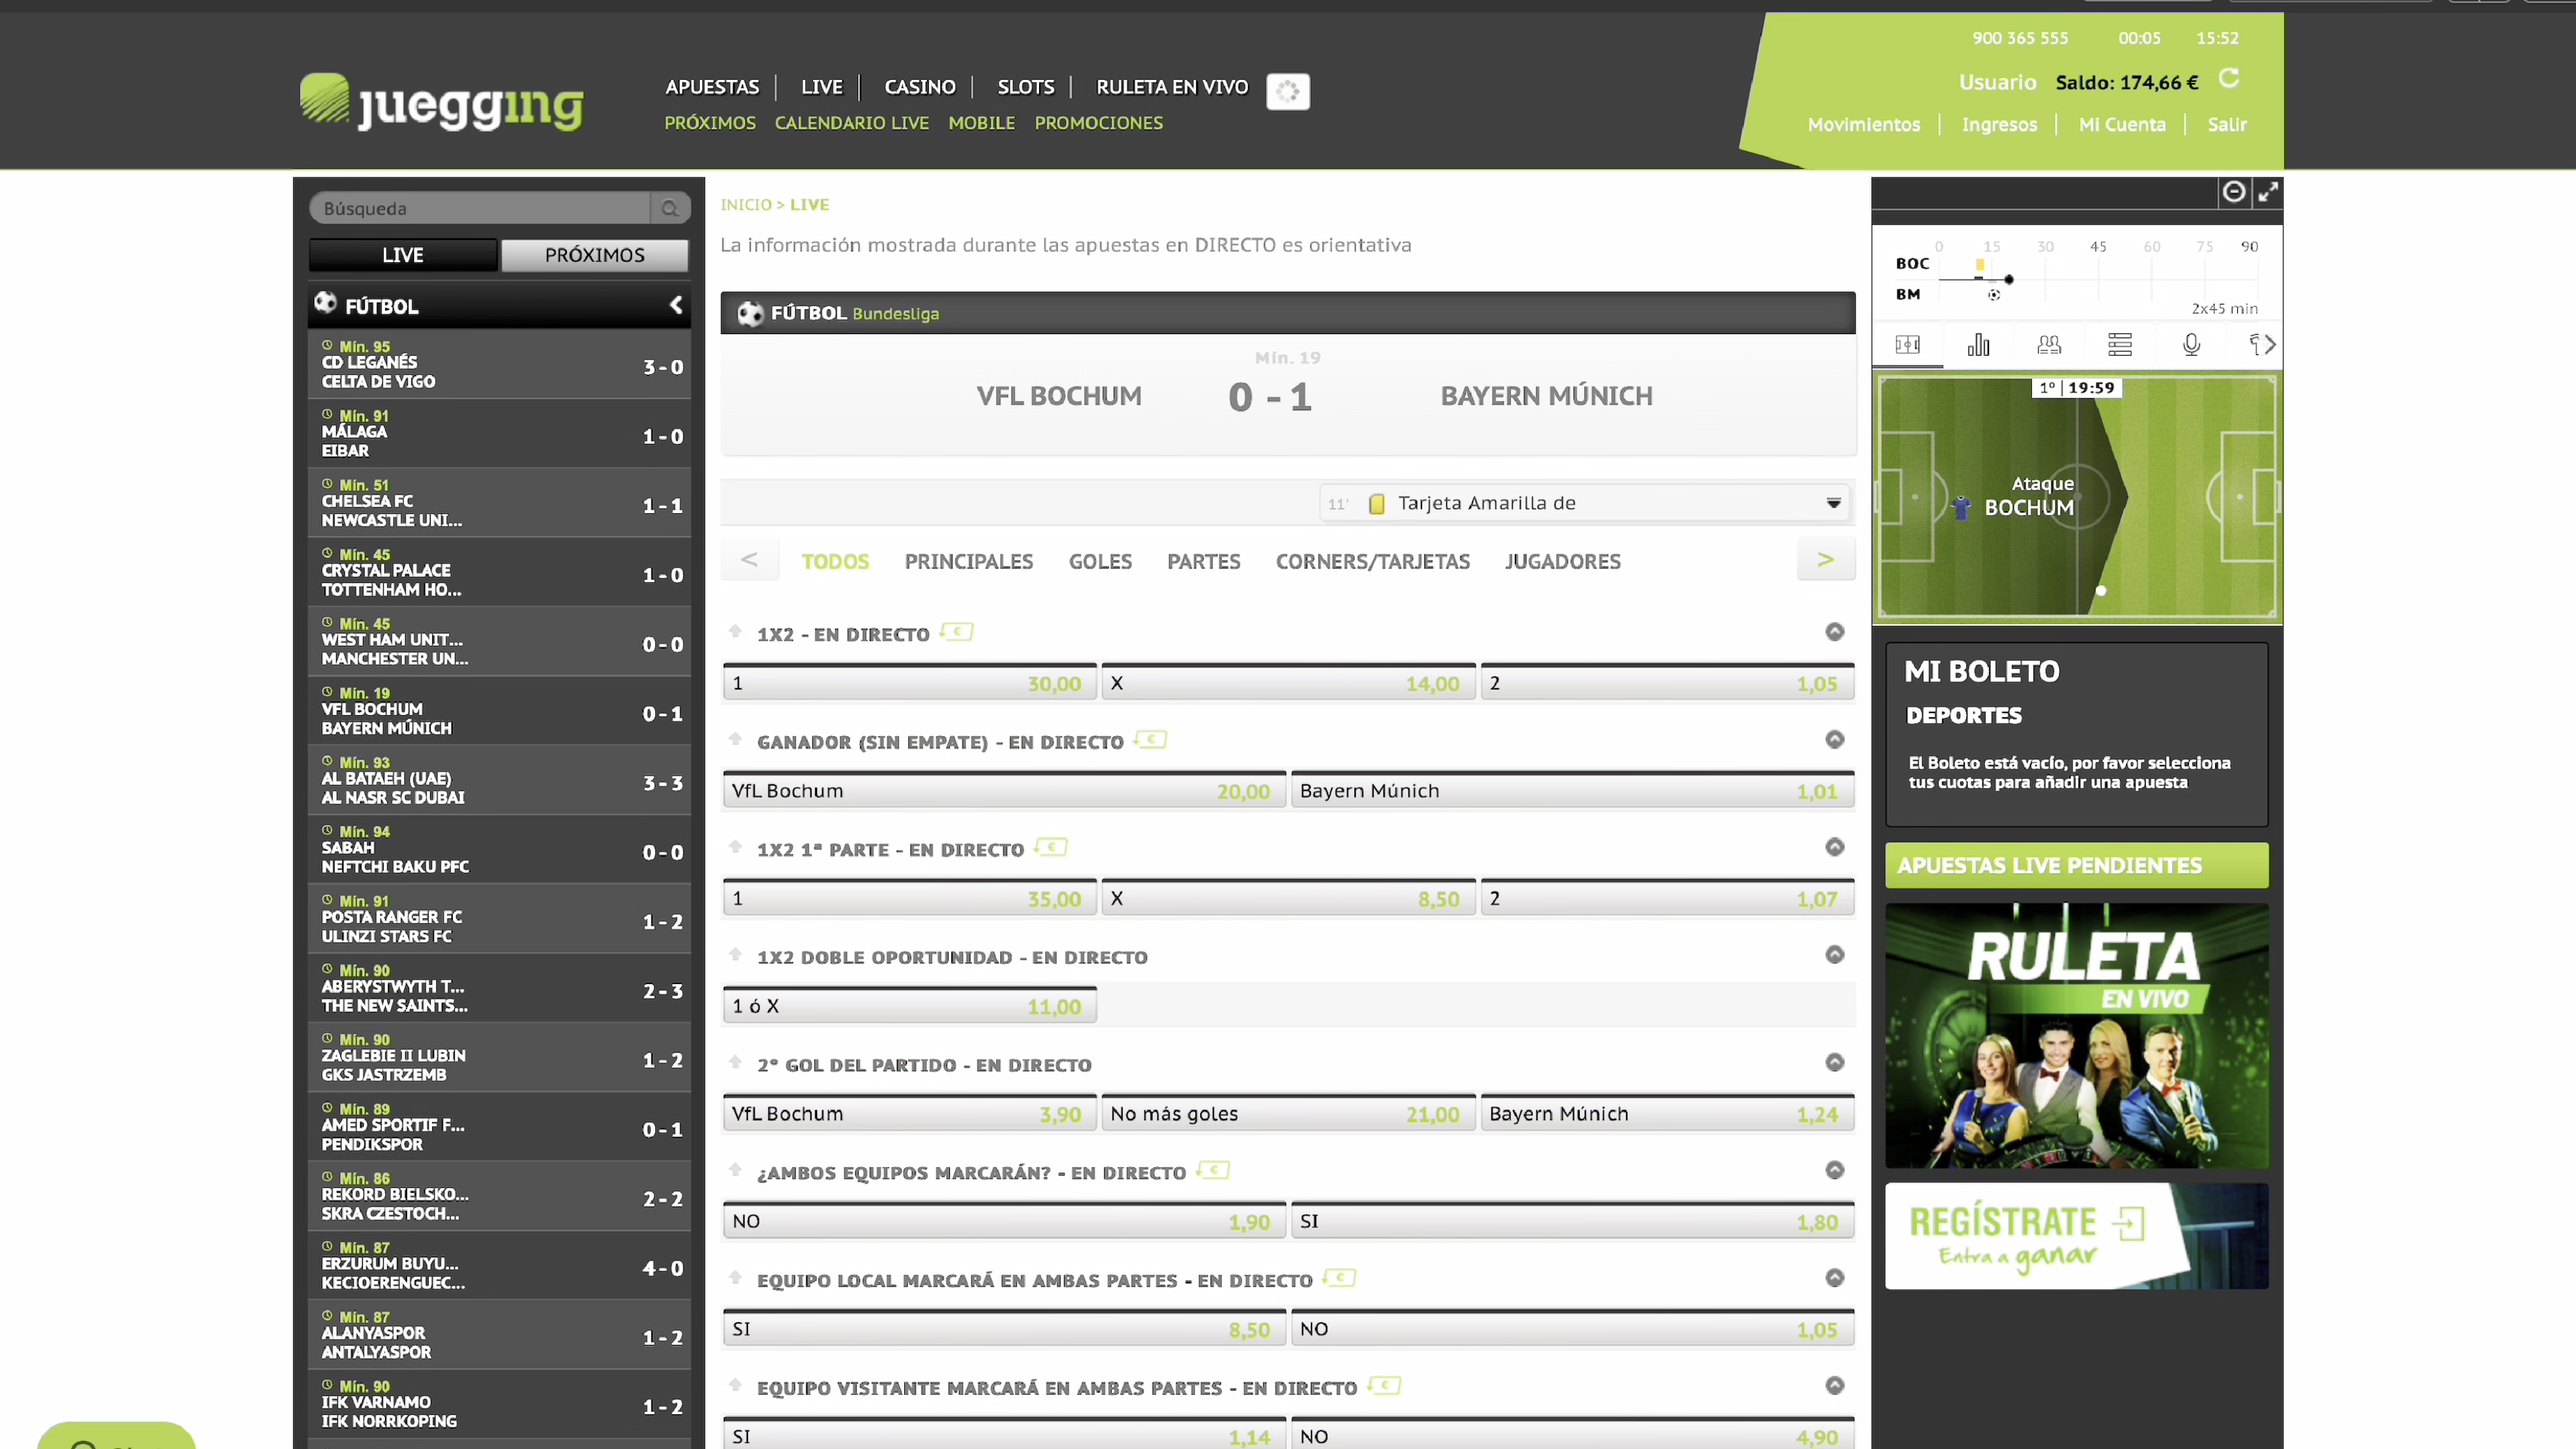 900 365 555 00:05 15:52
juegging
APUESTAS LIVE CASINO SLOTS RULETA EN VIVO
Usuario Saldo: 174,66 €
PRÓXIMOS CALENDARIO LIVE MOBILE PROMOCIONES
Movimientos Ingresos Mi Cuenta Salir
Búsqueda
LIVE PRÓXIMOS
FÚTBOL
Mín. 95
CD LEGANÉS
CELTA DE VIGO
3 - 0
Mín. 91
MÁLAGA
EIBAR
1 - 0
Mín. 51
CHELSEA FC
NEWCASTLE UNI...
1 - 1
Mín. 45
CRYSTAL PALACE
TOTTENHAM HO...
1 - 0
Mín. 45
WEST HAM UNIT...
MANCHESTER UN...
0 - 0
Mín. 19
VFL BOCHUM
BAYERN MÚNICH
0 - 1
Mín. 93
AL BATAEH (UAE)
AL NASR SC DUBAI
3 - 3
Mín. 94
SABAH
NEFTCHI BAKU PFC
0 - 0
Mín. 91
POSTA RANGER FC
ULINZI STARS FC
1 - 2
Mín. 90
ABERYSTWYTH T...
THE NEW SAINTS...
2 - 3
Mín. 90
ZAGLEBIE II LUBIN
GKS JASTRZEMB
1 - 2
Mín. 89
AMED SPORTIF F...
PENDIKSPOR
0 - 1
Mín. 86
REKORD BIELSKO...
SKRA CZESTOCH...
2 - 2
Mín. 87
ERZURUM BUYU...
KECIOERENGUEC...
4 - 0
Mín. 87
ALANYASPOR
ANTALYASPOR
1 - 2
Mín. 90
IFK VARNAMO
IFK NORRKOPING
1 - 2
INICIO > LIVE
La información mostrada durante las apuestas en DIRECTO es orientativa
FÚTBOL Bundesliga
Mín. 19
VFL BOCHUM 0 - 1 BAYERN MÚNICH
11' Tarjeta Amarilla de
< TODOS PRINCIPALES GOLES PARTES CORNERS/TARJETAS JUGADORES >
1X2 - EN DIRECTO €
1 30,00 X 14,00 2 1,05
GANADOR (SIN EMPATE) - EN DIRECTO €
VfL Bochum 20,00 Bayern Múnich 1,01
1X2 1ª PARTE - EN DIRECTO €
1 35,00 X 8,50 2 1,07
1X2 DOBLE OPORTUNIDAD - EN DIRECTO
1 ó X 11,00
2º GOL DEL PARTIDO - EN DIRECTO
VfL Bochum 3,90 No más goles 21,00 Bayern Múnich 1,24
¿AMBOS EQUIPOS MARCARÁN? - EN DIRECTO €
NO 1,90 SI 1,80
EQUIPO LOCAL MARCARÁ EN AMBAS PARTES - EN DIRECTO €
SI 8,50 NO 1,05
EQUIPO VISITANTE MARCARÁ EN AMBAS PARTES - EN DIRECTO €
SI 1,14 NO 4,90
0 15 30 45 60 75 90
BOC
BM
2x45 min
1º | 19:59
Ataque
BOCHUM
MI BOLETO
DEPORTES
El Boleto está vacío, por favor selecciona
tus cuotas para añadir una apuesta
APUESTAS LIVE PENDIENTES
RULETA
EN VIVO
REGÍSTRATE
Entra a ganar